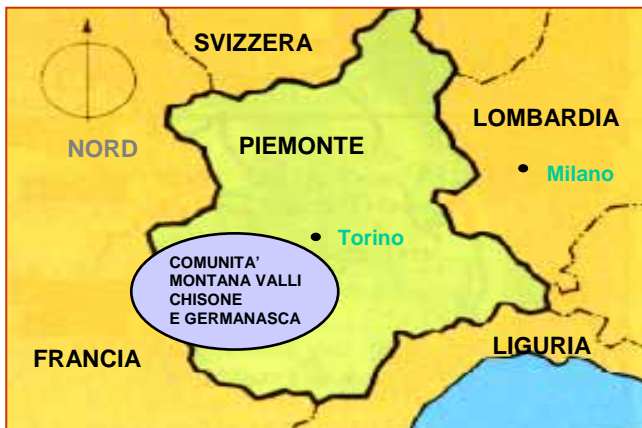 SVIZZERA
LOMBARDIA
NORD
PIEMONTE
Milano
Torino
COMUNITA’
MONTANA VALLI
CHISONE
E GERMANASCA
FRANCIA
LIGURIA